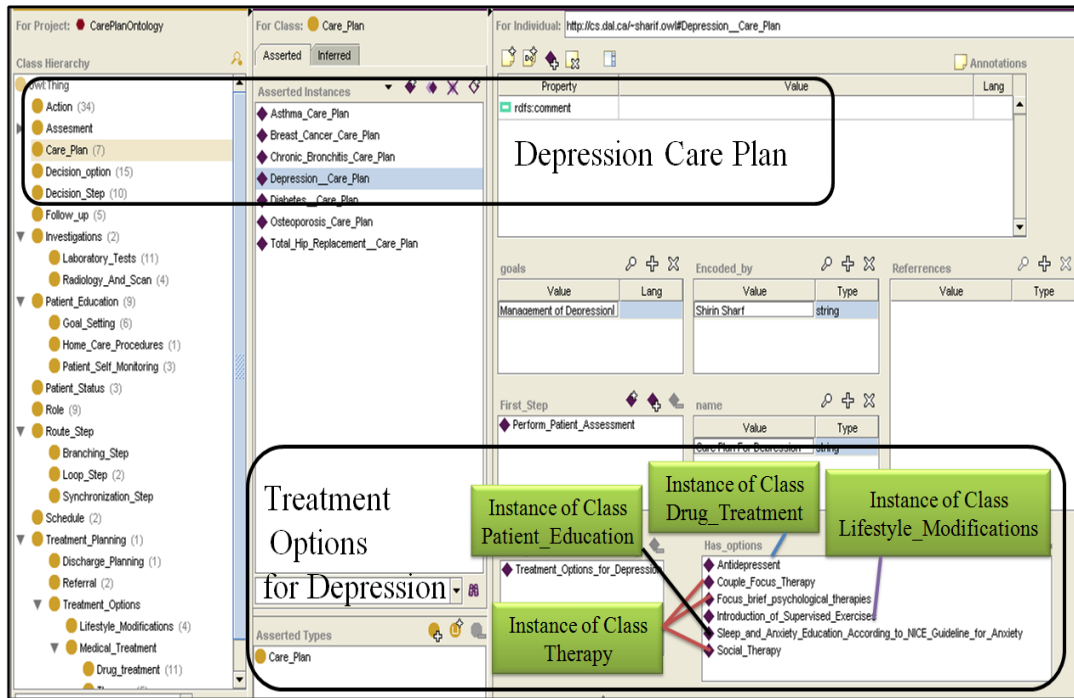 For Project: CarePlanOntology
Class Hierarchy
owl:Thing
Action (34)
Assesment
Care_Plan (7)
Decision_option (15)
Decision_Step (10)
Follow_up (5)
Investigations (2)
Laboratory_Tests (11)
Radiology_And_Scan (4)
Patient_Education (9)
Goal_Setting (6)
Home_Care_Procedures (1)
Patient_Self_Monitoring (3)
Patient_Status (3)
Role (9)
Route_Step
Branching_Step
Loop_Step (2)
Synchronization_Step
Schedule (2)
Treatment_Planning (1)
Discharge_Planning (1)
Referral (2)
Treatment_Options
Lifestyle_Modifications (4)
Medical_Treatment
Drug_treatment (11)
For Class: Care_Plan
Asserted Inferred
Asserted Instances
Asthma_Care_Plan
Breast_Cancer_Care_Plan
Chronic_Bronchitis_Care_Plan
Depression__Care_Plan
Diabetes__Care_Plan
Osteoporosis_Care_Plan
Total_Hip_Replacement__Care_Plan
Treatment
Options
for Depression
Asserted Types
Care_Plan
For Individual: http://cs.dal.ca/~sharif.owl#Depression__Care_Plan
Annotations
Property Value Lang
rdfs:comment
Depression Care Plan
goals
Value Lang
Management of Depression
Encoded_by
Value Type
Shirin Sharf string
Referrences
Value Type
First_Step
Perform_Patient_Assessment
name
Value Type
Care Plan For Depression string
Instance of Class
Patient_Education
Instance of Class
Drug_Treatment
Instance of Class
Lifestyle_Modifications
Treatment_Options_for_Depression
Instance of Class
Therapy
Has_options
Antidepressent
Couple_Focus_Therapy
Focus_brief_psychological_therapies
Introduction_of_Supervised_Exercises
Sleep_and_Anxiety_Education_According_to_NICE_Guideline_for_Anxiety
Social_Therapy